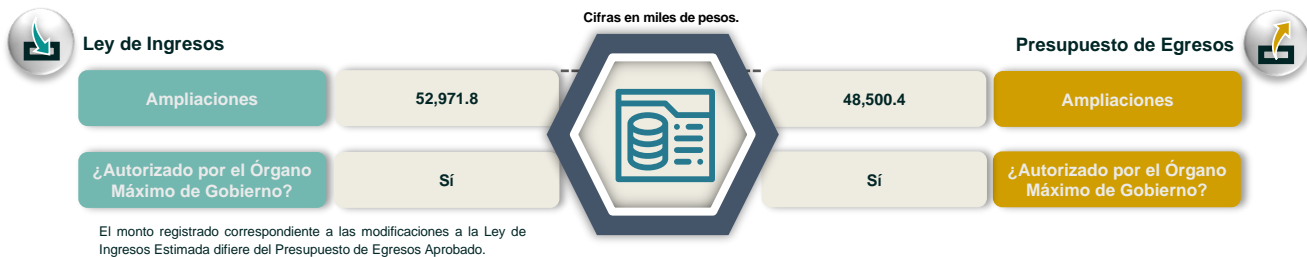 Cifras en miles de pesos.
Ley de Ingresos
Presupuesto de Egresos
Ampliaciones
52,971.8
48,500.4
Ampliaciones
¿Autorizado por el Órgano
Máximo de Gobierno?
Sí
Sí
¿Autorizado por el Órgano
Máximo de Gobierno?
El monto registrado correspondiente a las modificaciones a la Ley de
Ingresos Estimada difiere del Presupuesto de Egresos Aprobado.